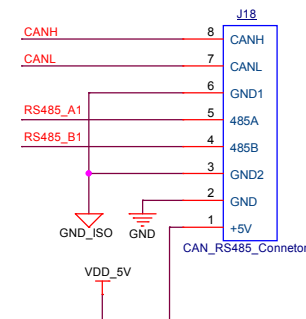 J18
CANH 8 CANH
CANL 7 CANL
6 GND1
RS485_A1 5 485A
RS485_B1 4 485B
3 GND2
2 GND
1 +5V
GND_ISO GND
CAN_RS485_Connetor
VDD_5V